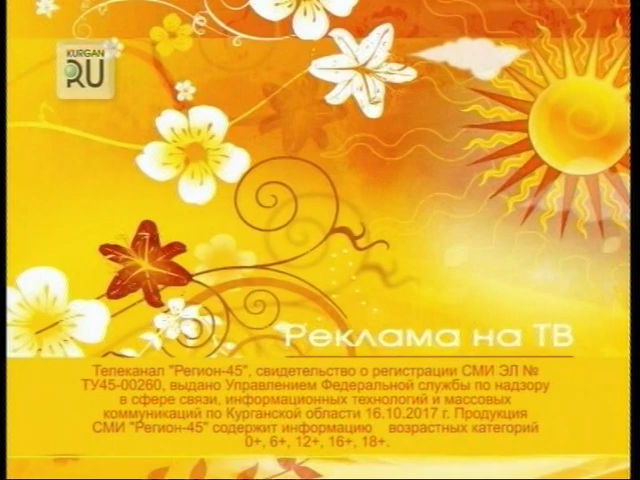 KURGAN
RU
Реклама на ТВ
Телеканал "Регион-45", свидетельство о регистрации СМИ ЭЛ №
ТУ45-00260, выдано Управлением Федеральной службы по надзору
в сфере связи, информационных технологий и массовых
коммуникаций по Курганской области 16.10.2017 г. Продукция
СМИ "Регион-45" содержит информацию возрастных категорий
0+, 6+, 12+, 16+, 18+.